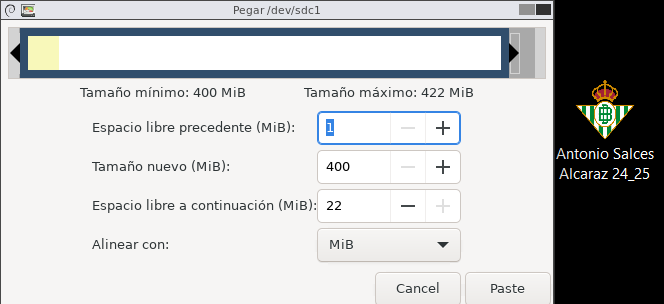 Pegar /dev/sdc1
Tamaño mínimo: 400 MiB
Tamaño máximo: 422 MiB
Espacio libre precedente (MiB): 1
Tamaño nuevo (MiB): 400
Espacio libre a continuación (MiB): 22
Alinear con: MiB
Cancel
Paste
Antonio Salces
Alcaraz 24_25